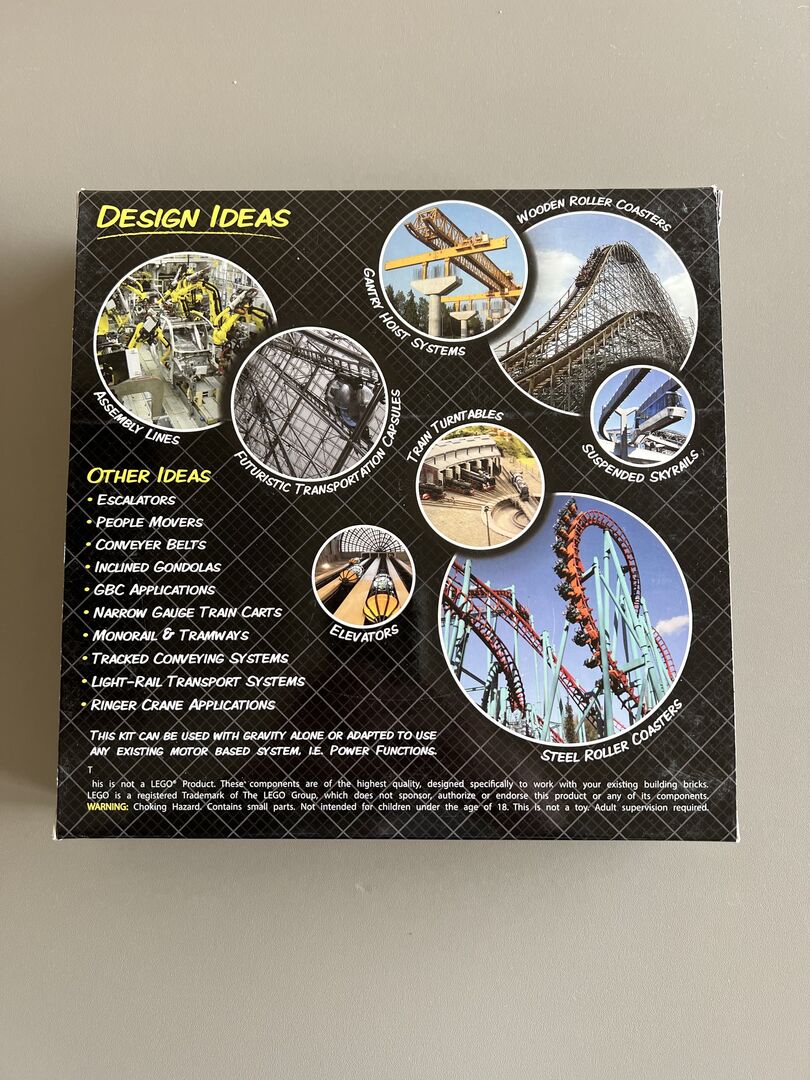 DESIGN IDEAS
WOODEN ROLLER COASTERS
GANTRY HOIST SYSTEMS
ASSEMBLY LINES
FUTURISTIC TRANSPORTATION CAPSULES
TRAIN TURNTABLES
SUSPENDED SKYRAILS
OTHER IDEAS
• ESCALATORS
• PEOPLE MOVERS
• CONVEYER BELTS
• INCLINED GONDOLAS
• GBC APPLICATIONS
• NARROW GAUGE TRAIN CARTS
• MONORAIL & TRAMWAYS
• TRACKED CONVEYING SYSTEMS
• LIGHT-RAIL TRANSPORT SYSTEMS
• RINGER CRANE APPLICATIONS
ELEVATORS
STEEL ROLLER COASTERS
THIS KIT CAN BE USED WITH GRAVITY ALONE OR ADAPTED TO USE
ANY EXISTING MOTOR BASED SYSTEM, I.E. POWER FUNCTIONS.
T
his is not a LEGO® Product. These components are of the highest quality, designed specifically to work with your existing building bricks.
LEGO is a registered Trademark of The LEGO Group, which does not sponsor, authorize or endorse this product or any of its components.
WARNING: Choking Hazard. Contains small parts. Not intended for children under the age of 18. This is not a toy. Adult supervision required.